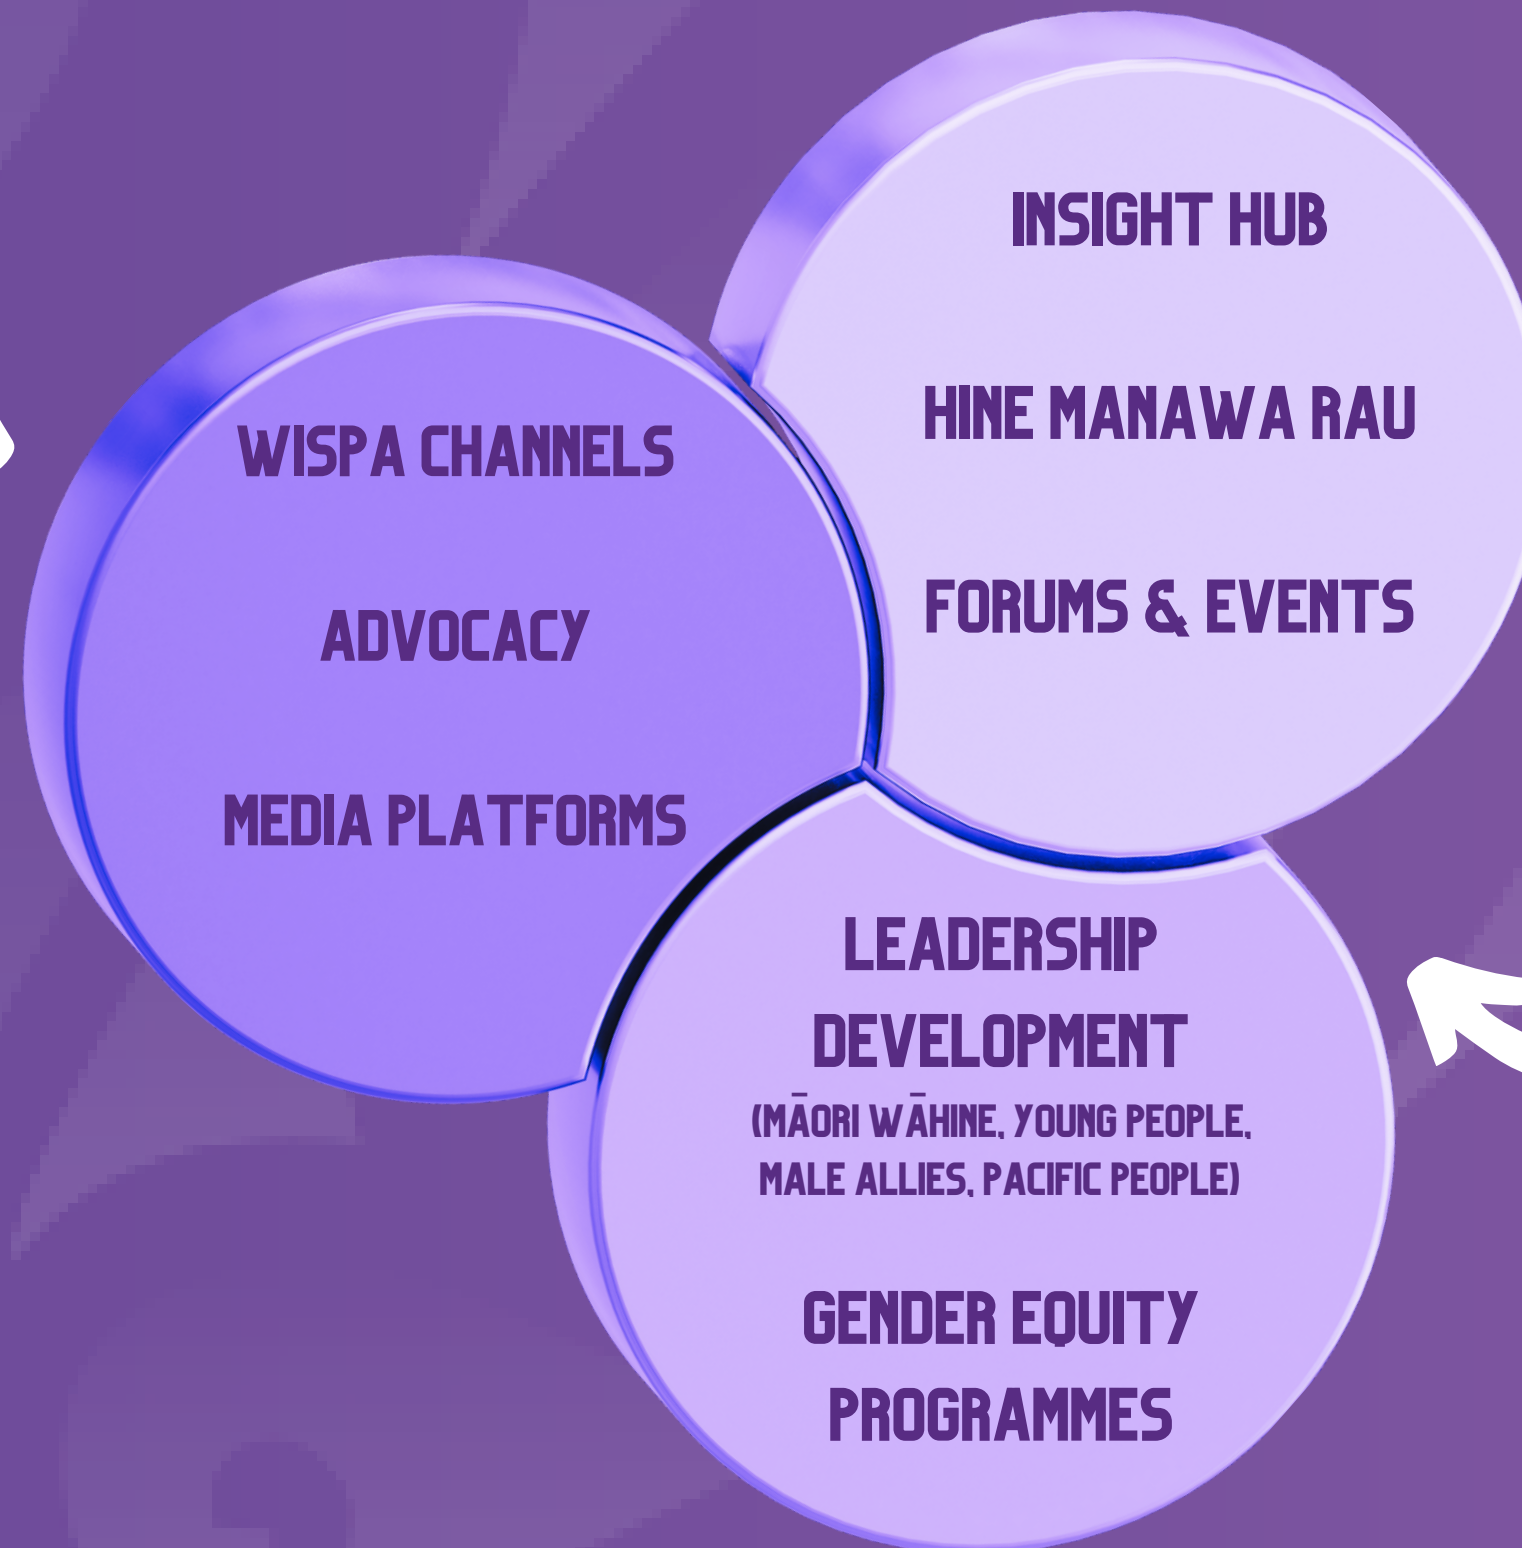 INSIGHT HUB
HINE MANAWA RAU
FORUMS & EVENTS
WISPA CHANNELS
ADVOCACY
MEDIA PLATFORMS
LEADERSHIP
DEVELOPMENT
(MĀORI WĀHINE, YOUNG PEOPLE,
MALE ALLIES, PACIFIC PEOPLE)
GENDER EQUITY
PROGRAMMES